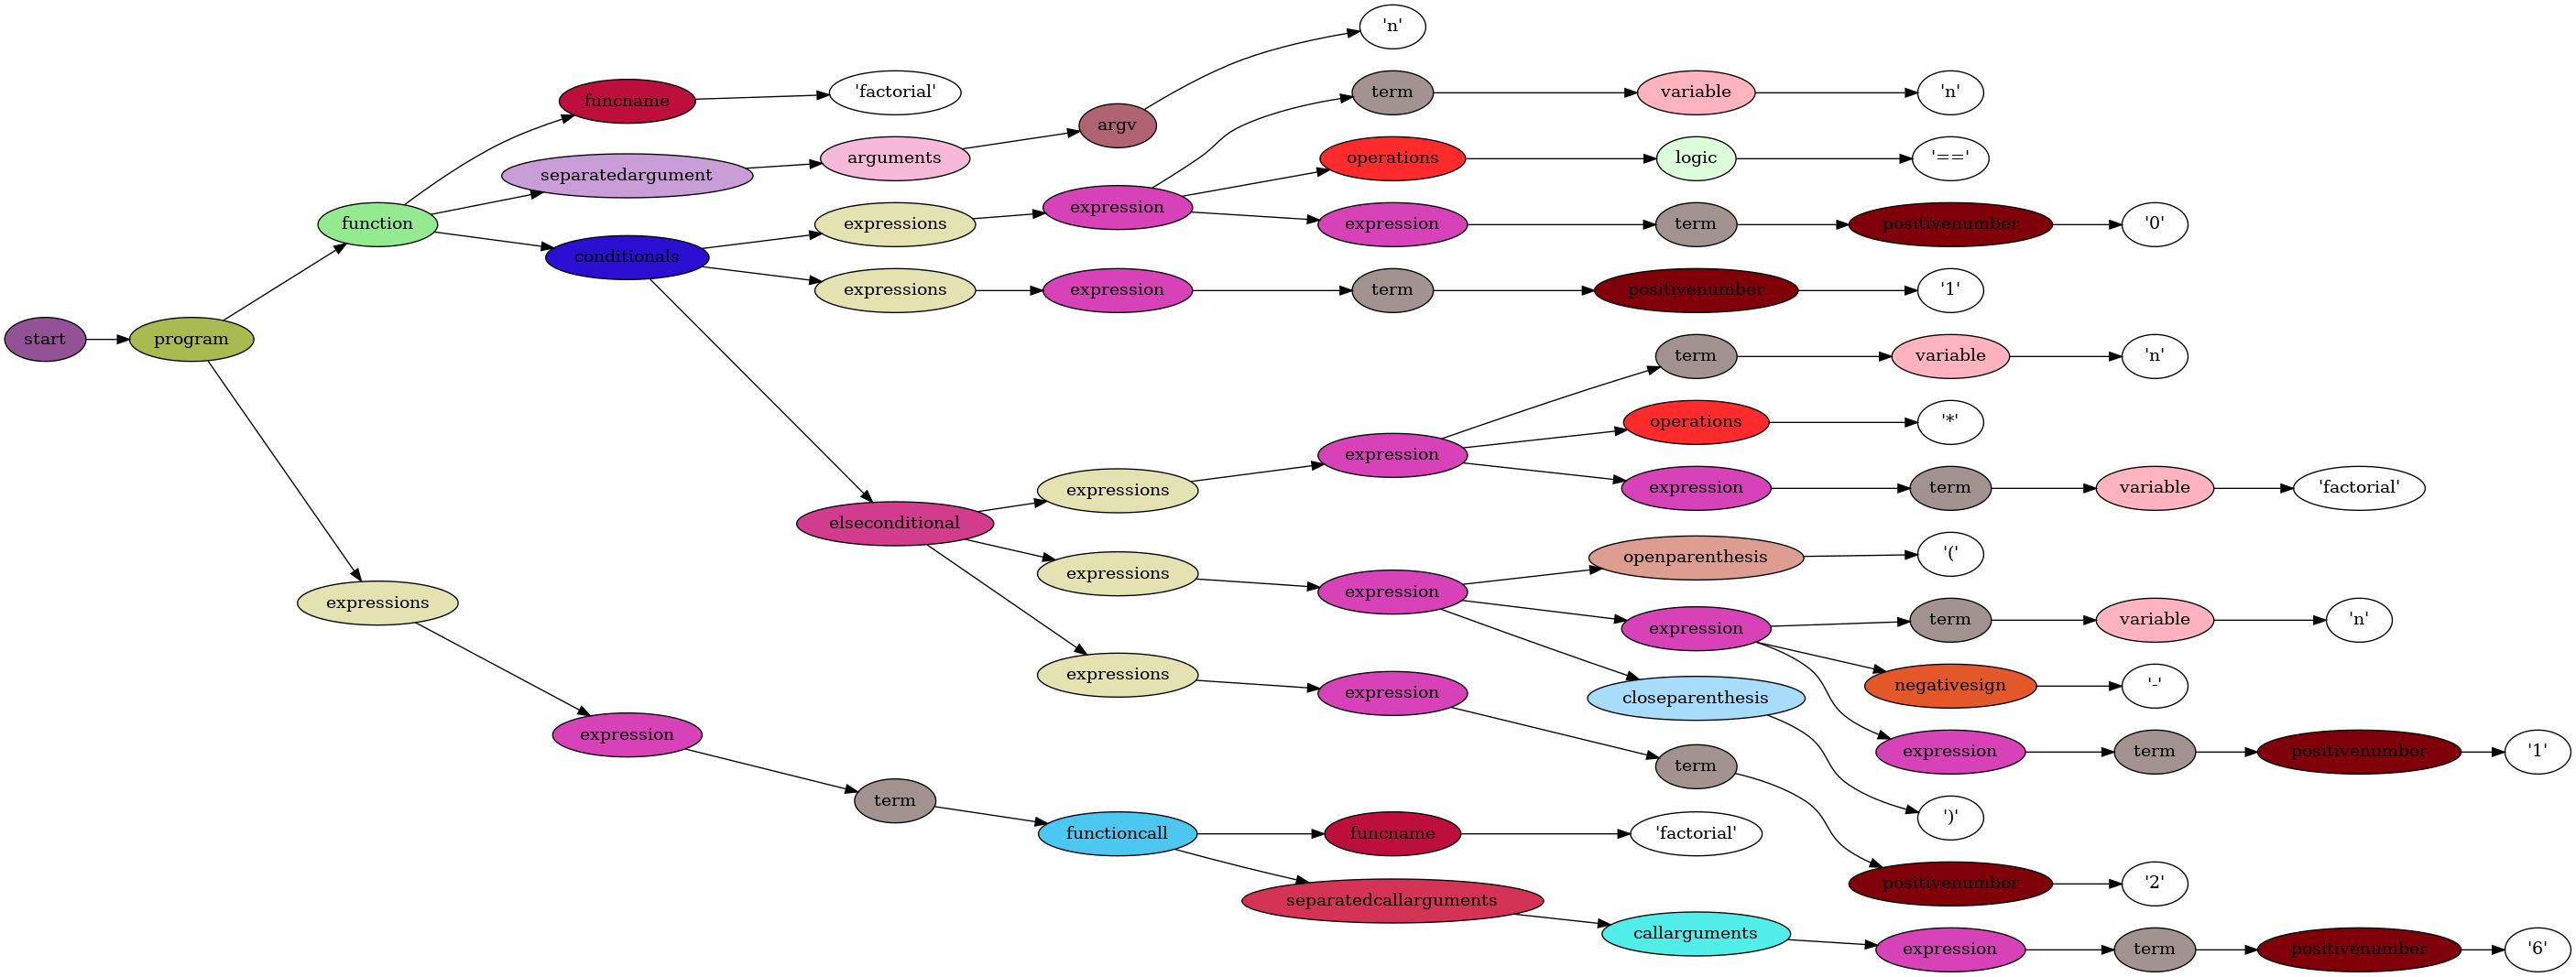 'n'
'factorial'
term
variable
'n'
funcname
argv
arguments
operations
logic
'=='
separatedargument
expression
function
expressions
expression
term
positivenumber
'0'
conditionals
expressions
expression
term
positivenumber
'1'
start
program
term
variable
'n'
operations
'*'
expression
expressions
expression
term
variable
'factorial'
elseconditional
openparenthesis
'('
expressions
expression
expressions
expression
term
variable
'n'
expressions
expression
closeparenthesis
negativesign
'-'
expression
term
expression
term
positivenumber
'1'
term
functioncall
funcname
'factorial'
')'
positivenumber
'2'
separatedcallarguments
callarguments
expression
term
positivenumber
'6'